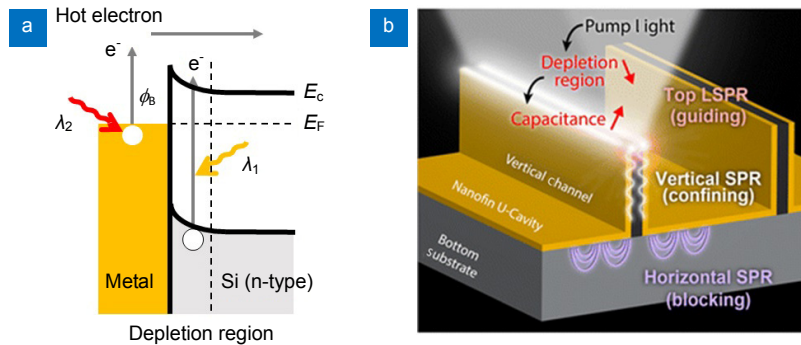 a
Hot electron
e-
e-
ϕB
Ec
EF
λ2
λ1
Metal
Si (n-type)
Depletion region
b
Pump light
Depletion
region
Capacitance
Top LSPR
(guiding)
Vertical channel
Vertical SPR
(confining)
Nanofin U-Cavity
Bottom
substrate
Horizontal SPR
(blocking)